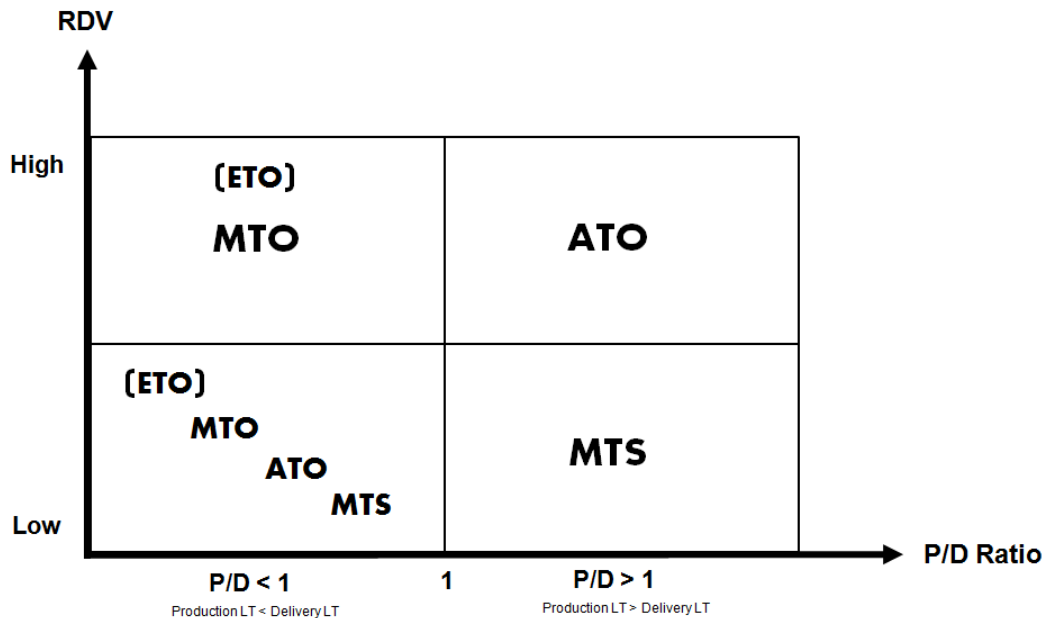 RDV
High
(ETO)
MTO
ATO
(ETO)
MTO
ATO
MTS
MTS
Low
P/D Ratio
P/D < 1
1
P/D > 1
Production LT < Delivery LT
Production LT > Delivery LT